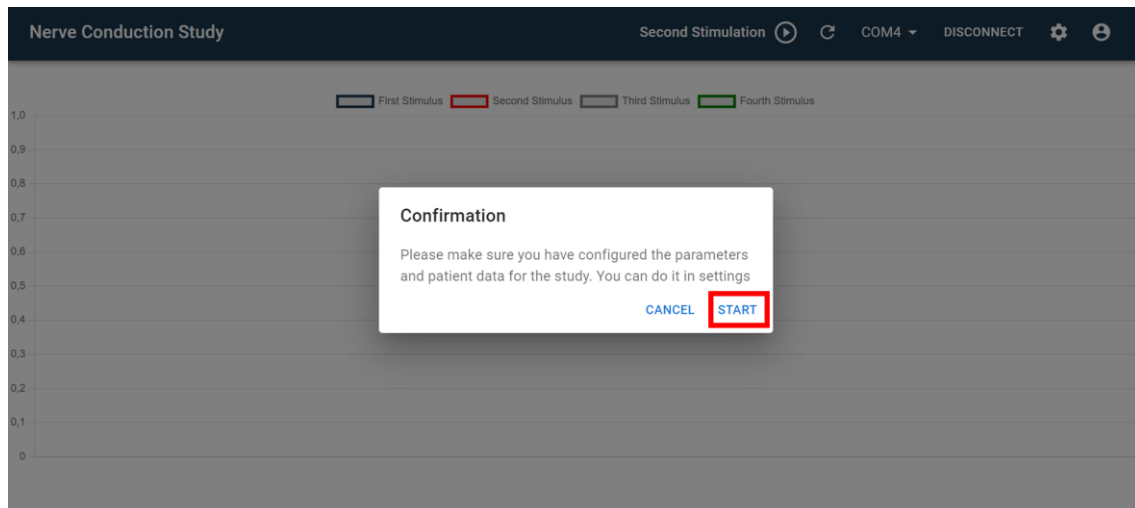 Nerve Conduction Study
Second Stimulation
COM4
DISCONNECT
First Stimulus
Second Stimulus
Third Stimulus
Fourth Stimulus
1,0
0,9
0,8
0,7
0,6
0,5
0,4
0,3
0,2
0,1
0
Confirmation
Please make sure you have configured the parameters
and patient data for the study. You can do it in settings
CANCEL
START